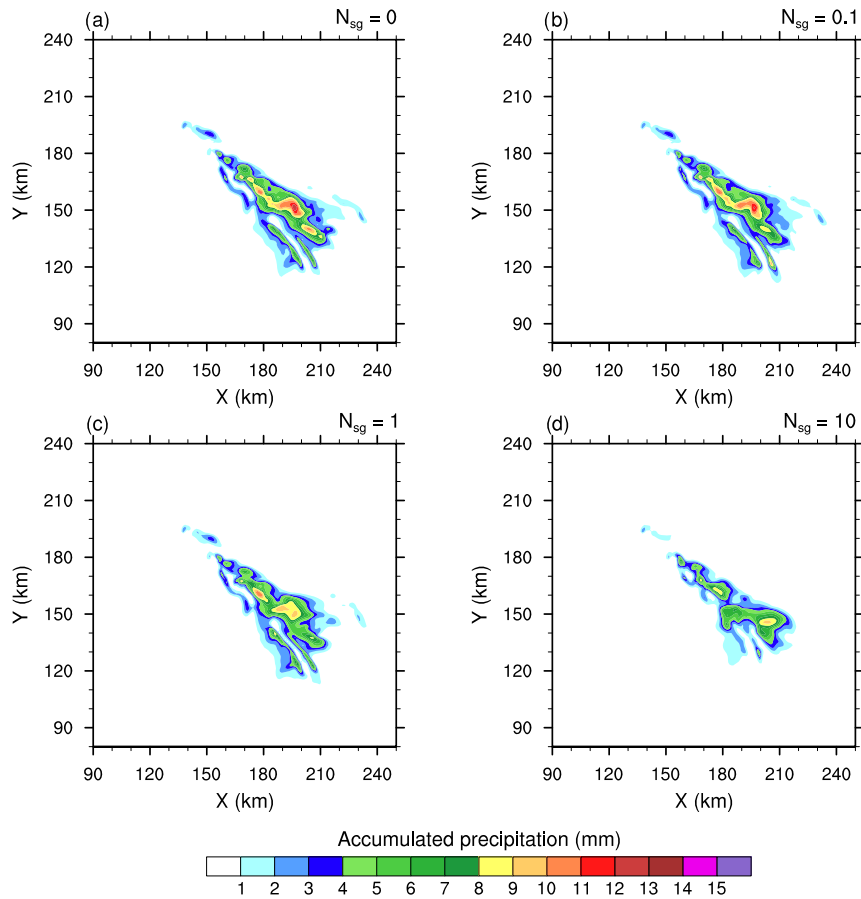 (a) N_sg = 0
240
210
180
150
120
90
Y (km)
90 120 150 180 210 240
X (km)
(b) N_sg = 0.1
240
210
180
150
120
90
Y (km)
90 120 150 180 210 240
X (km)
(c) N_sg = 1
240
210
180
150
120
90
Y (km)
90 120 150 180 210 240
X (km)
(d) N_sg = 10
240
210
180
150
120
90
Y (km)
90 120 150 180 210 240
X (km)
Accumulated precipitation (mm)
1 2 3 4 5 6 7 8 9 10 11 12 13 14 15